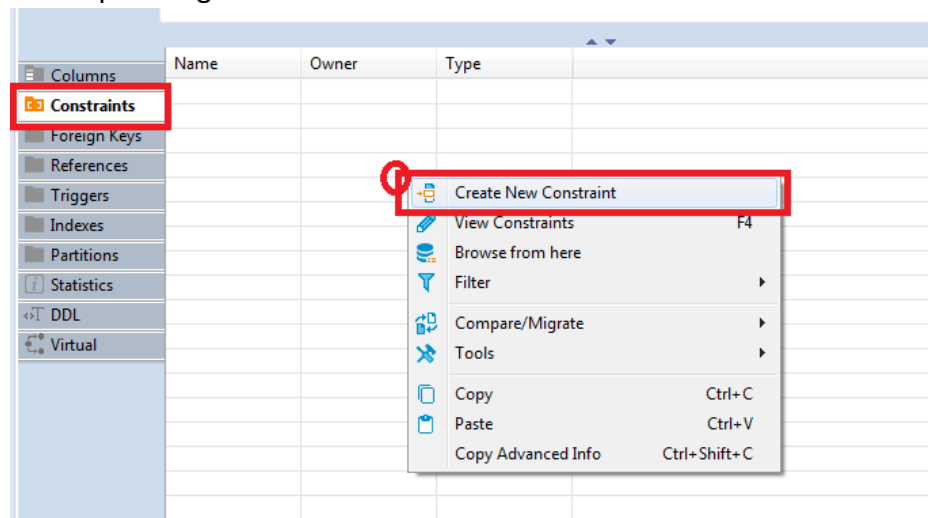 Name Owner Type
Columns
Constraints
Foreign Keys
References
Triggers
Indexes
Partitions
Statistics
DDL
Virtual
Create New Constraint
View Constraints F4
Browse from here
Filter
Compare/Migrate
Tools
Copy Ctrl+C
Paste Ctrl+V
Copy Advanced Info Ctrl+Shift+C